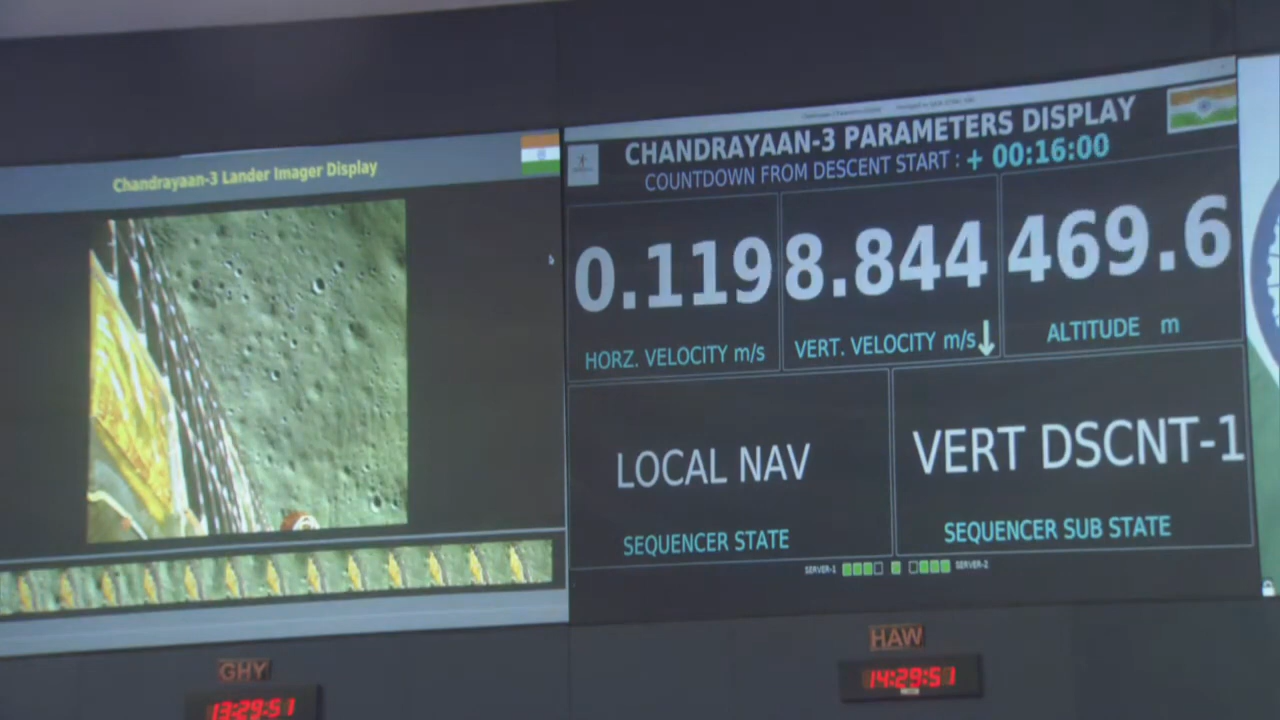 Chandrayaan-3 Lander Imager Display
CHANDRAYAAN-3 PARAMETERS DISPLAY
COUNTDOWN FROM DESCENT START : + 00:16:00
0.119
HORZ. VELOCITY m/s
8.844
VERT. VELOCITY m/s↓
469.6
ALTITUDE m
LOCAL NAV
SEQUENCER STATE
VERT DSCNT-1
SEQUENCER SUB STATE
SERVER-1
SERVER-2
GHY
13:29:51
HAW
14:29:51